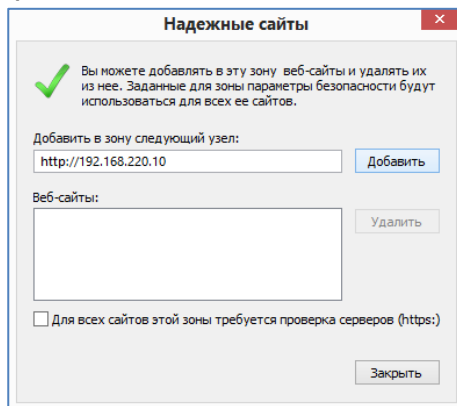 Надежные сайты
Вы можете добавлять в эту зону веб-сайты и удалять их
из нее. Заданные для зоны параметры безопасности будут
использоваться для всех ее сайтов.
Добавить в зону следующий узел:
http://192.168.220.10
Добавить
Веб-сайты:
Удалить
Для всех сайтов этой зоны требуется проверка серверов (https:)
Закрыть